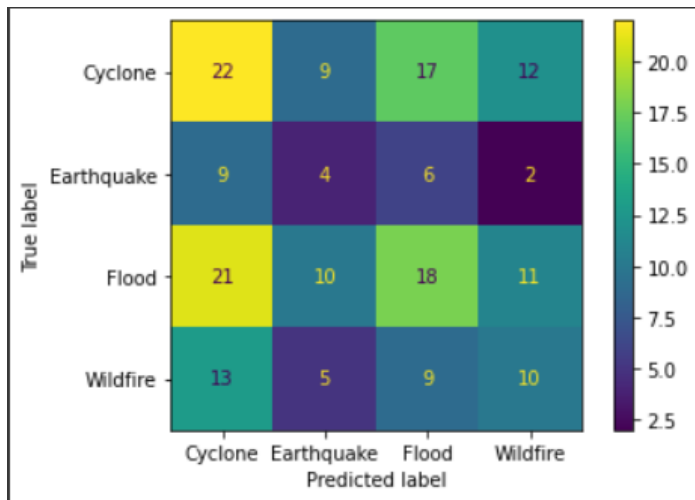 Cyclone 22 9 17 12
Earthquake 9 4 6 2
Flood 21 10 18 11
Wildfire 13 5 9 10
Cyclone Earthquake Flood Wildfire
Predicted label
True label
20.0
17.5
15.0
12.5
10.0
7.5
5.0
2.5